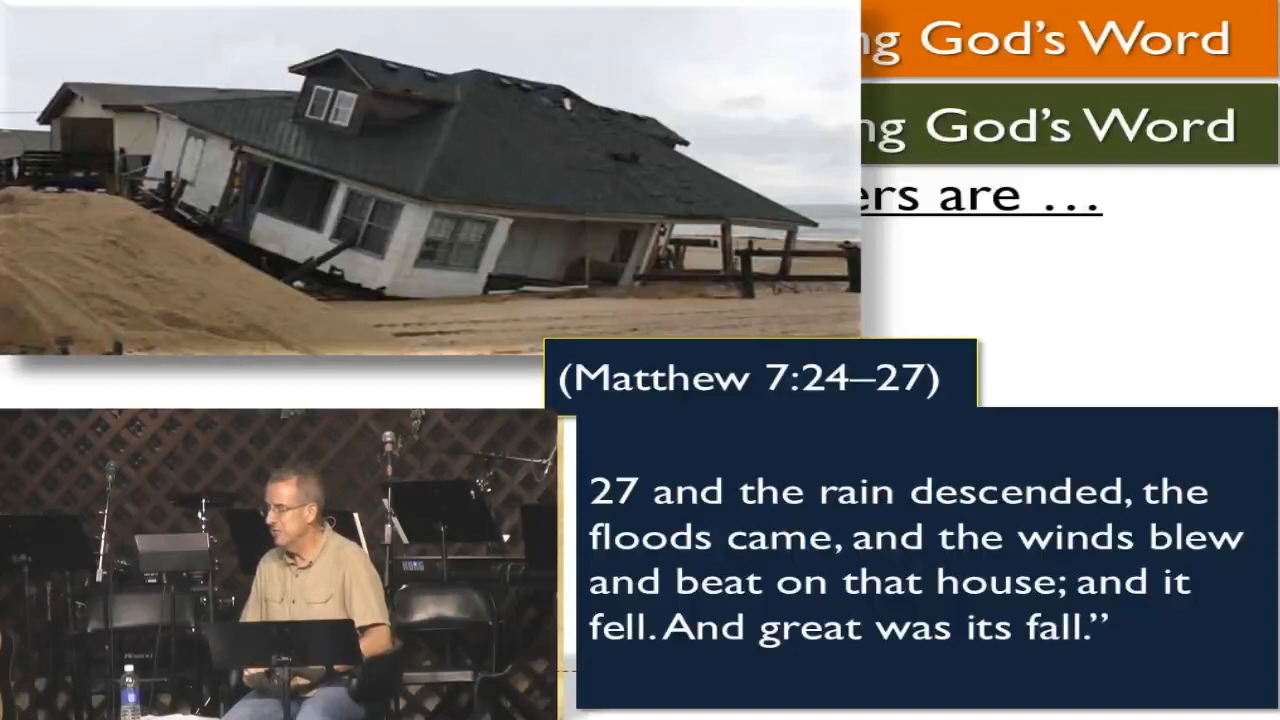 ng God's Word
ng God's Word
ers are …
(Matthew 7:24–27)
27 and the rain descended, the
floods came, and the winds blew
and beat on that house; and it
fell. And great was its fall.”
KORG